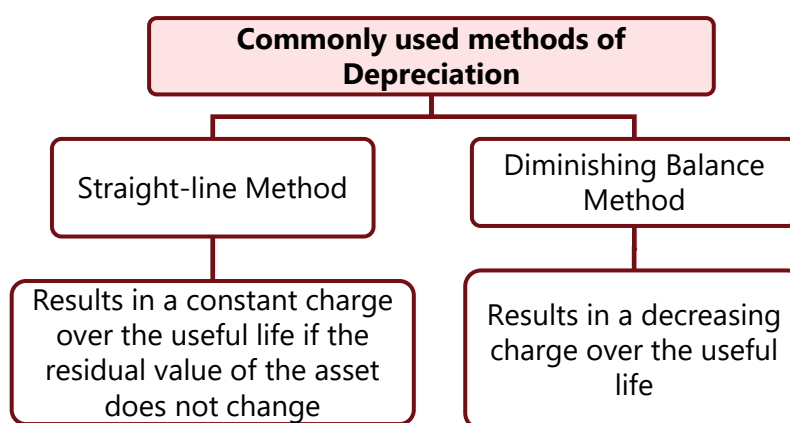 Commonly used methods of
Depreciation
Straight-line Method
Diminishing Balance
Method
Results in a constant charge
over the useful life if the
residual value of the asset
does not change
Results in a decreasing
charge over the useful
life